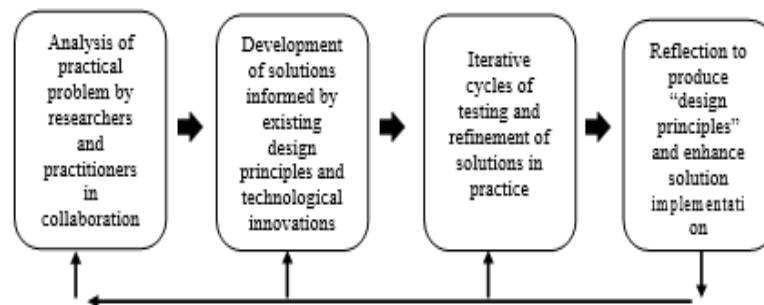 Analysis of
practical
problem by
researchers
and
practitioners
in
collaboration
Development
of solutions
informed by
existing
design
principles and
technological
innovations
Iterative
cycles of
testing and
refinement of
solutions in
practice
Reflection to
produce
“design
principles”
and enhance
solution
implementati
on